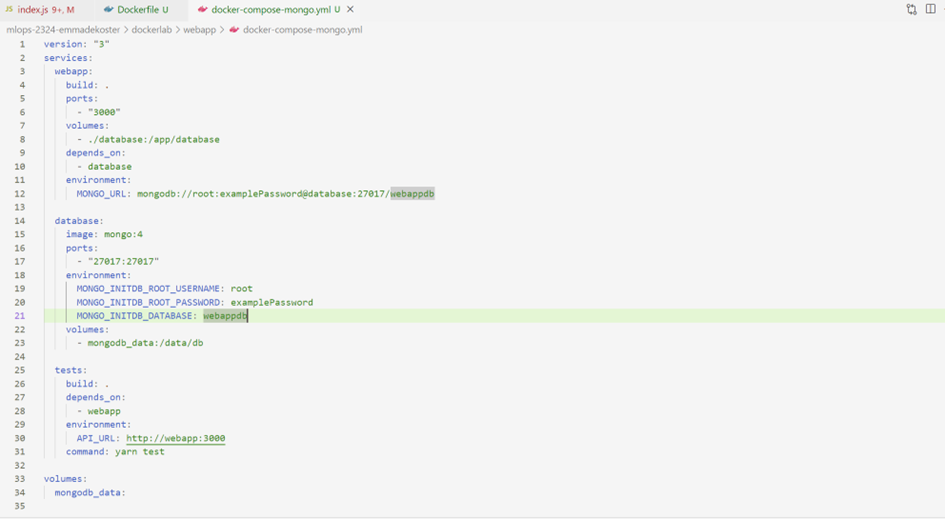 index.js 9+, M Dockerfile U docker-compose-mongo.yml U
mlops-2324-emmadekoster > dockerlab > webapp > docker-compose-mongo.yml
1 version: "3"
2 services:
3 webapp:
4 build: .
5 ports:
6 - "3000"
7 volumes:
8 - ./database:/app/database
9 depends_on:
10 - database
11 environment:
12 MONGO_URL: mongodb://root:examplePassword@database:27017/webappdb
13
14 database:
15 image: mongo:4
16 ports:
17 - "27017:27017"
18 environment:
19 MONGO_INITDB_ROOT_USERNAME: root
20 MONGO_INITDB_ROOT_PASSWORD: examplePassword
21 MONGO_INITDB_DATABASE: webappdb
22 volumes:
23 - mongodb_data:/data/db
24
25 tests:
26 build: .
27 depends_on:
28 - webapp
29 environment:
30 API_URL: http://webapp:3000
31 command: yarn test
32
33 volumes:
34 mongodb_data:
35